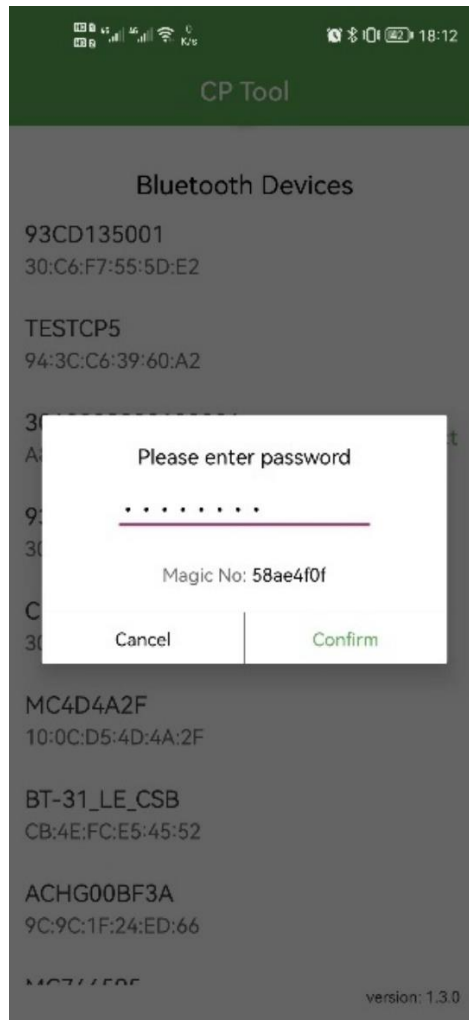 K/s
42
18:12
CP Tool
Bluetooth Devices
93CD135001
30:C6:F7:55:5D:E2
TESTCP5
94:3C:C6:39:60:A2
Please enter password
Magic No: 58ae4f0f
Cancel
Confirm
MC4D4A2F
10:0C:D5:4D:4A:2F
BT-31_LE_CSB
CB:4E:FC:E5:45:52
ACHG00BF3A
9C:9C:1F:24:ED:66
version: 1.3.0